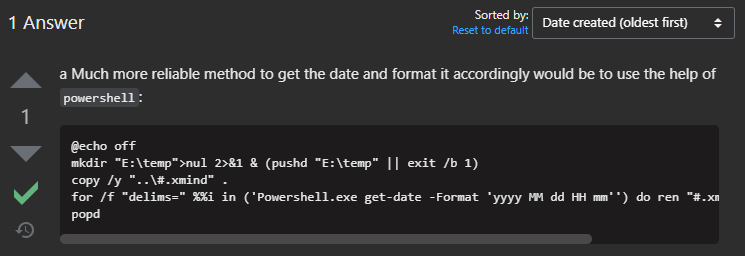 1 Answer
Sorted by:
Reset to default
Date created (oldest first)
a Much more reliable method to get the date and format it accordingly would be to use the help of
powershell:
1
@echo off
mkdir "E:\temp">nul 2>&1 & (pushd "E:\temp" || exit /b 1)
copy /y "..\#.xmind" .
for /f "delims=" %%i in ('Powershell.exe get-date -Format 'yyyy MM dd HH mm'') do ren "#.xm
popd